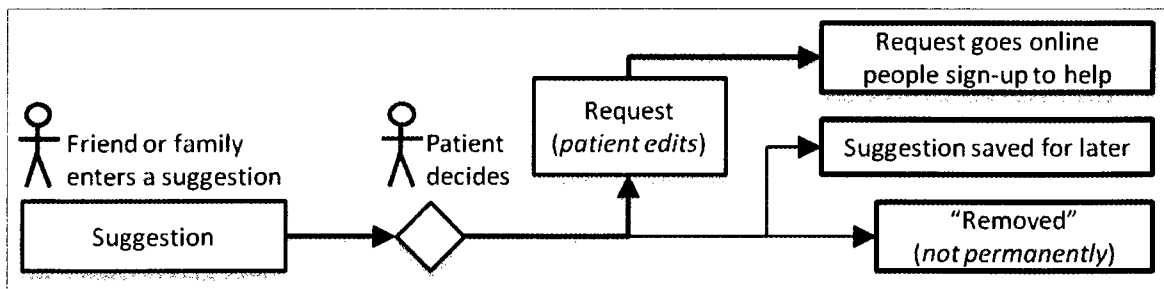 Friend or family
enters a suggestion
Suggestion
Patient
decides
Request
(patient edits)
Request goes online
people sign-up to help
Suggestion saved for later
“Removed”
(not permanently)